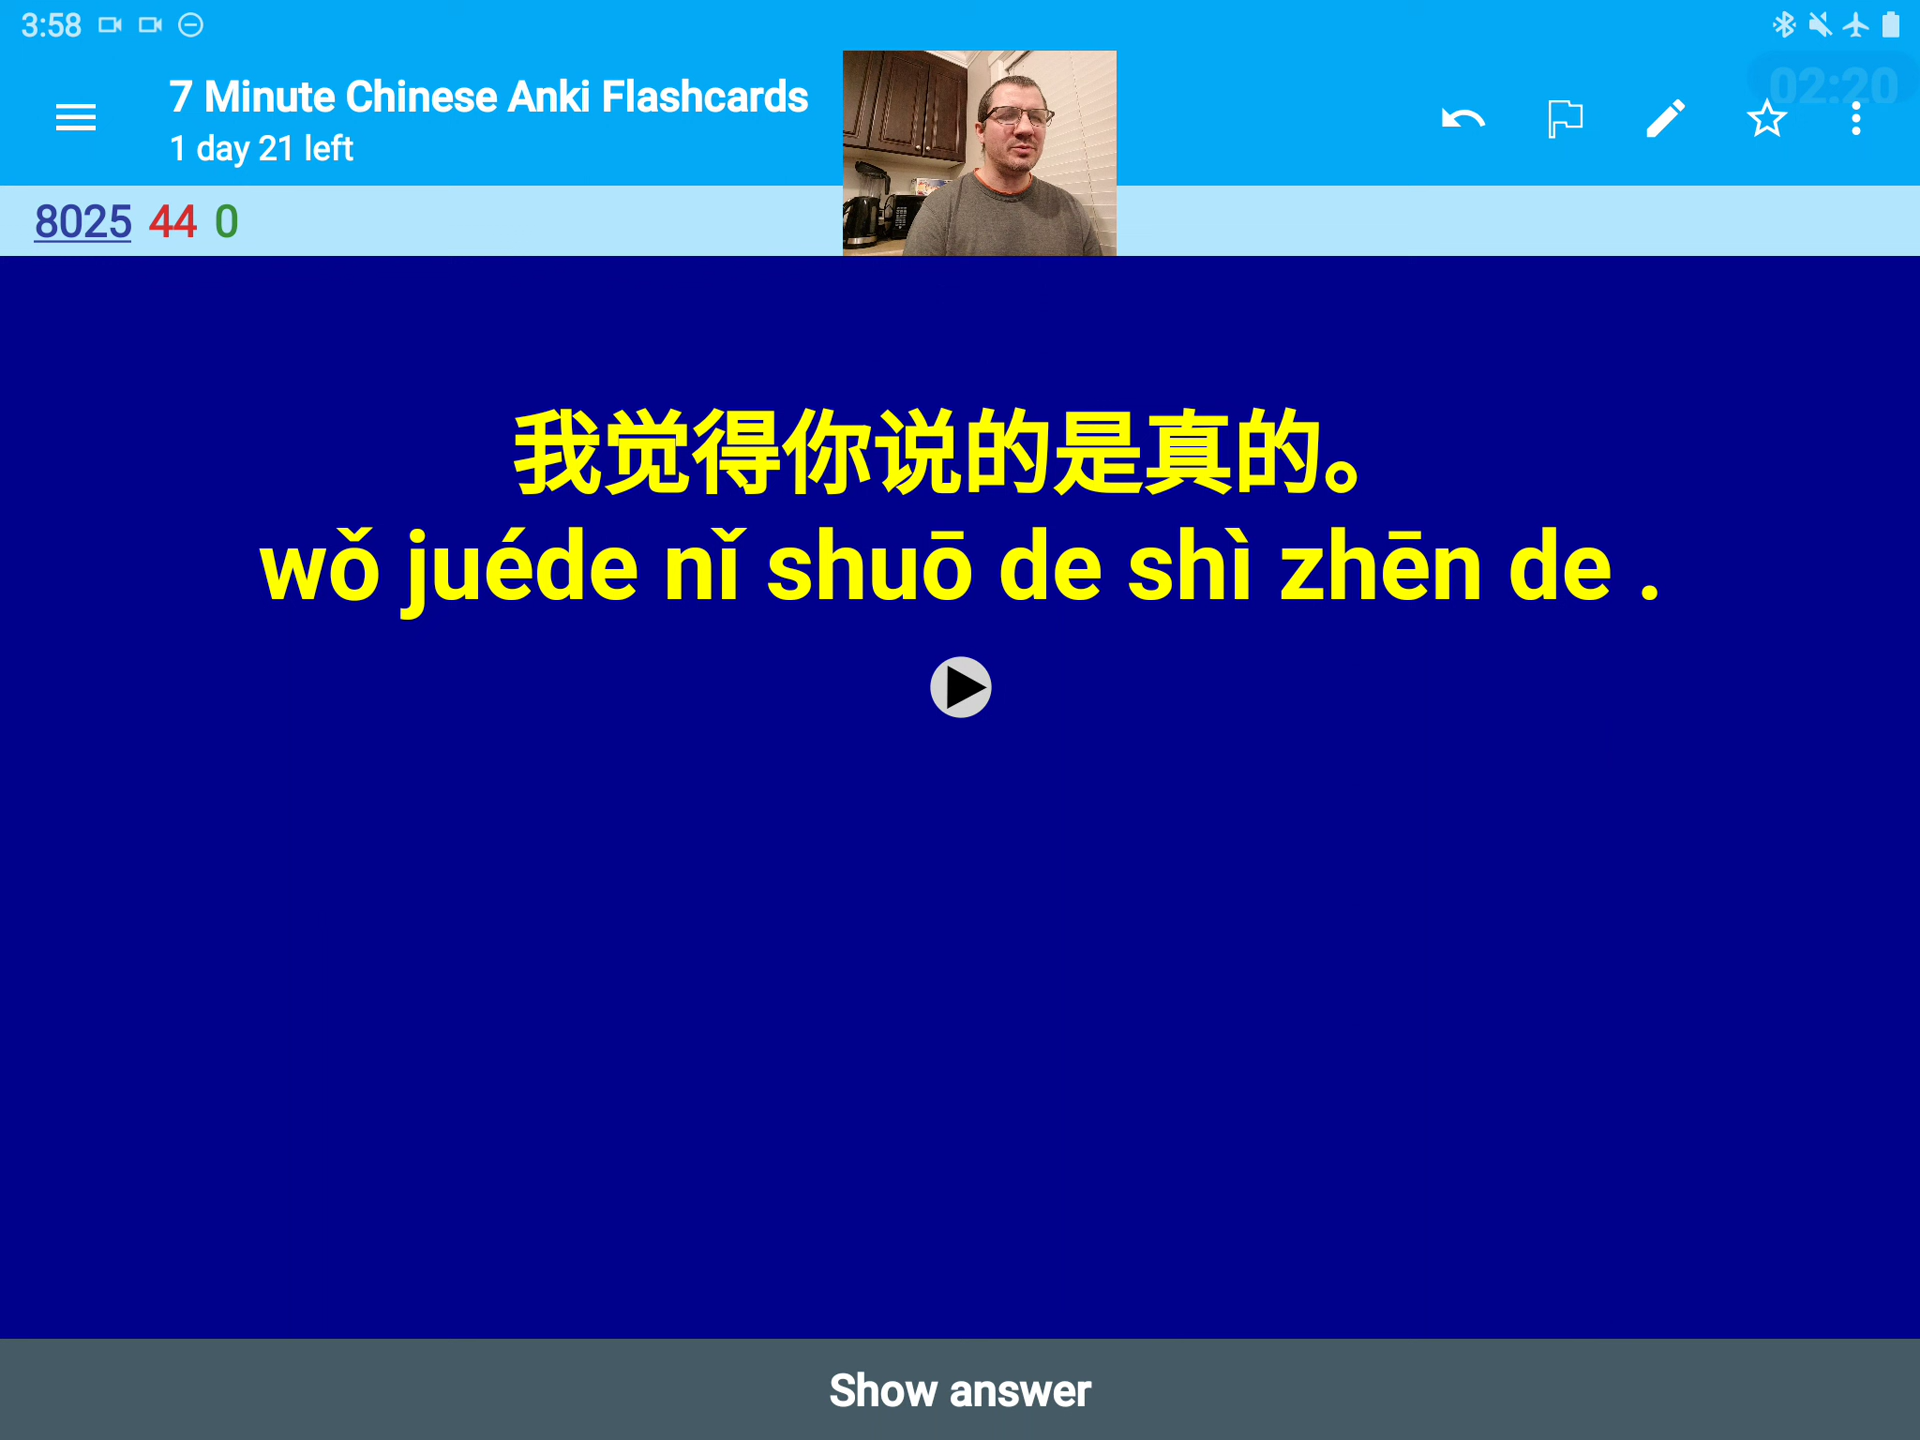 3:58
02:20
7 Minute Chinese Anki Flashcards
1 day 21 left
8025 44 0
我觉得你说的是真的。
wǒ juéde nǐ shuō de shì zhēn de .
Show answer